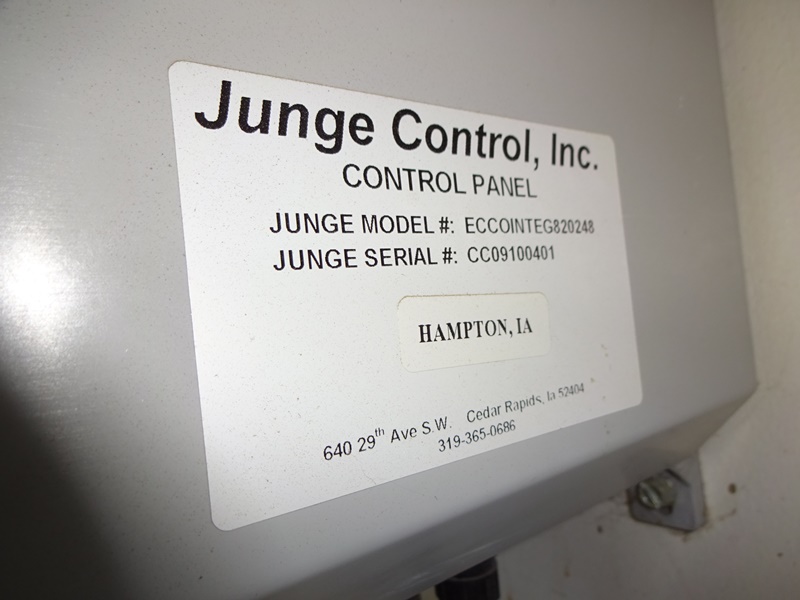 Junge Control, Inc.
CONTROL PANEL
JUNGE MODEL #: ECCOINTEG820248
JUNGE SERIAL #: CC09100401
HAMPTON, IA
640 29th Ave S.W. Cedar Rapids, Ia 52404
319-365-0686